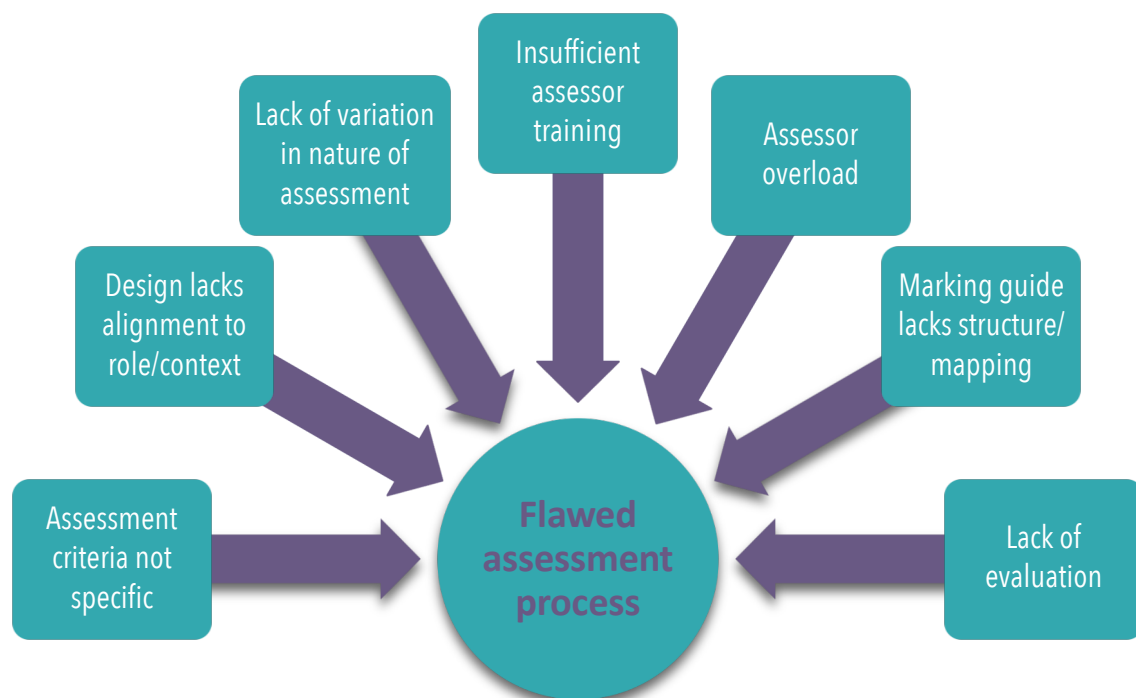 Assessment
criteria not
specific
Design lacks
alignment to
role/context
Lack of variation
in nature of
assessment
Insufficient
assessor
training
Assessor
overload
Marking guide
lacks structure/
mapping
Lack of
evaluation
Flawed
assessment
process